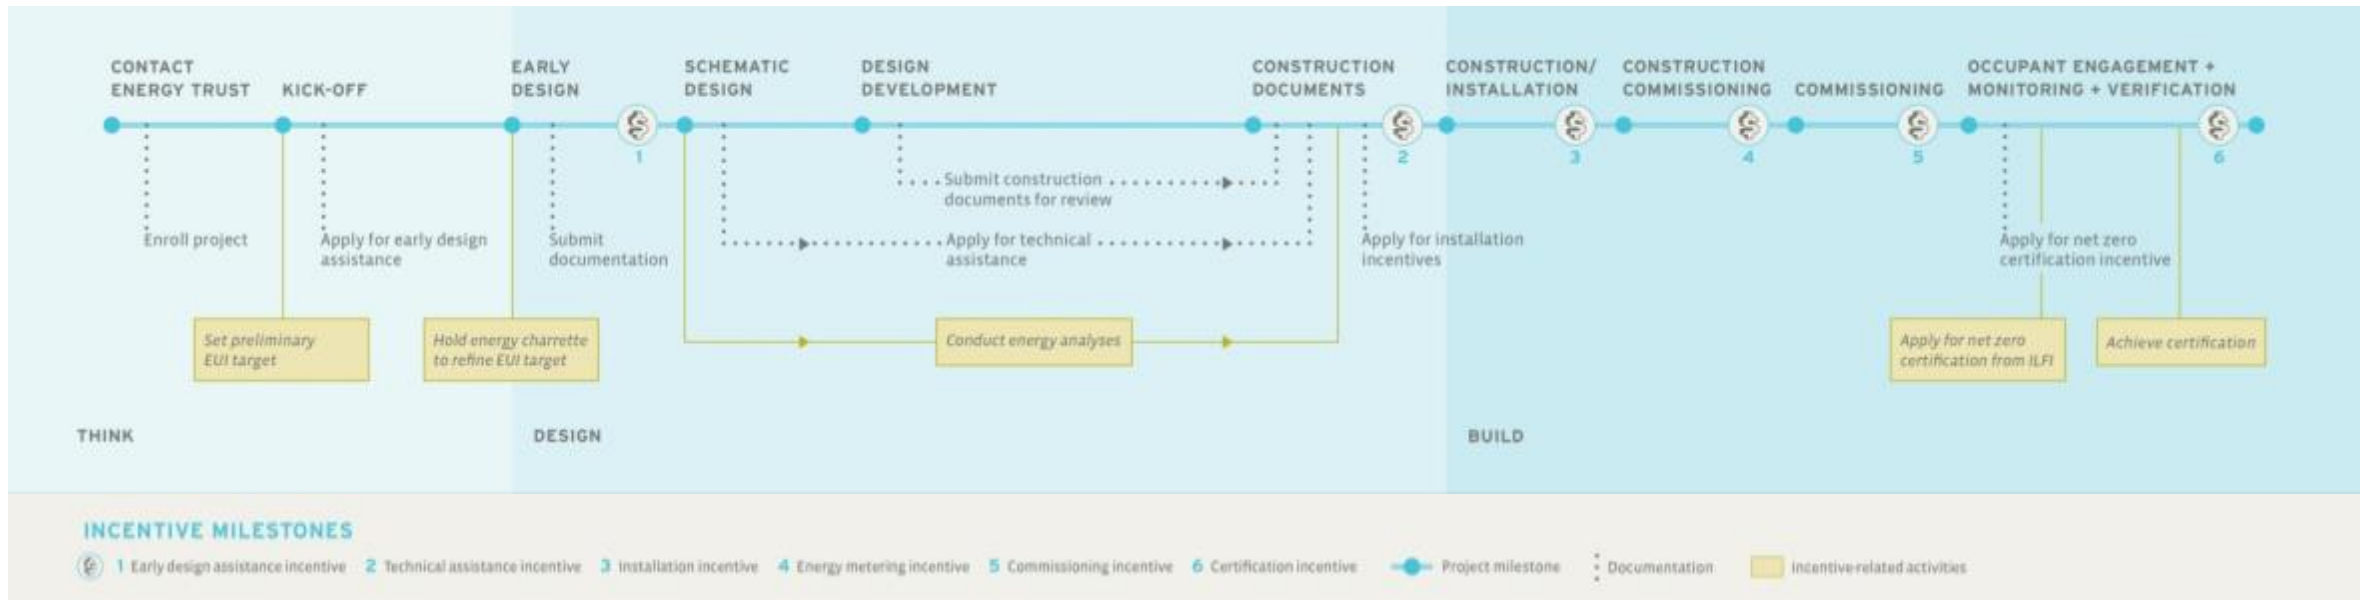 CONTACT
ENERGY TRUST
KICK-OFF
EARLY
DESIGN
SCHEMATIC
DESIGN
DESIGN
DEVELOPMENT
CONSTRUCTION
DOCUMENTS
CONSTRUCTION/
INSTALLATION
CONSTRUCTION
COMMISSIONING
COMMISSIONING
OCCUPANT ENGAGEMENT +
MONITORING + VERIFICATION
1
2
3
4
5
6
Submit construction
documents for review
Enroll project
Apply for early design
assistance
Submit
documentation
Apply for technical
assistance
Apply for installation
incentives
Apply for net zero
certification incentive
Set preliminary
EUI target
Hold energy charrette
to refine EUI target
Conduct energy analyses
Apply for net zero
certification from ILFI
Achieve certification
THINK
DESIGN
BUILD
INCENTIVE MILESTONES
1 Early design assistance incentive 2 Technical assistance incentive 3 Installation incentive 4 Energy metering incentive 5 Commissioning incentive 6 Certification incentive Project milestone Documentation Incentive-related activities